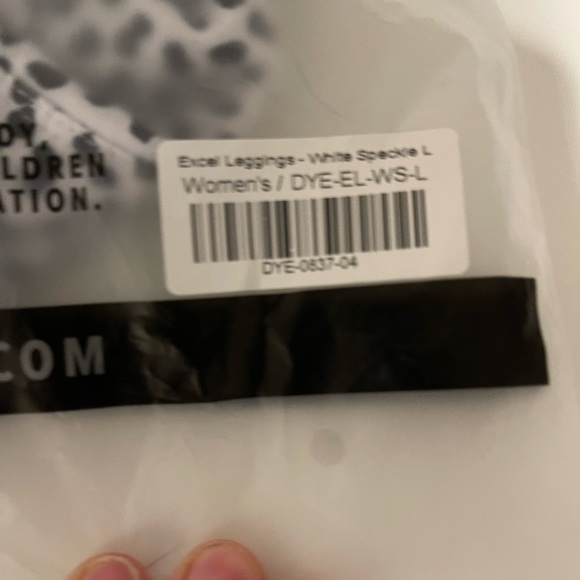 OY.
LDREN
ATION.
Excel Leggings - White Speckle L
Women's / DYE-EL-WS-L
DYE-0837-04
.COM